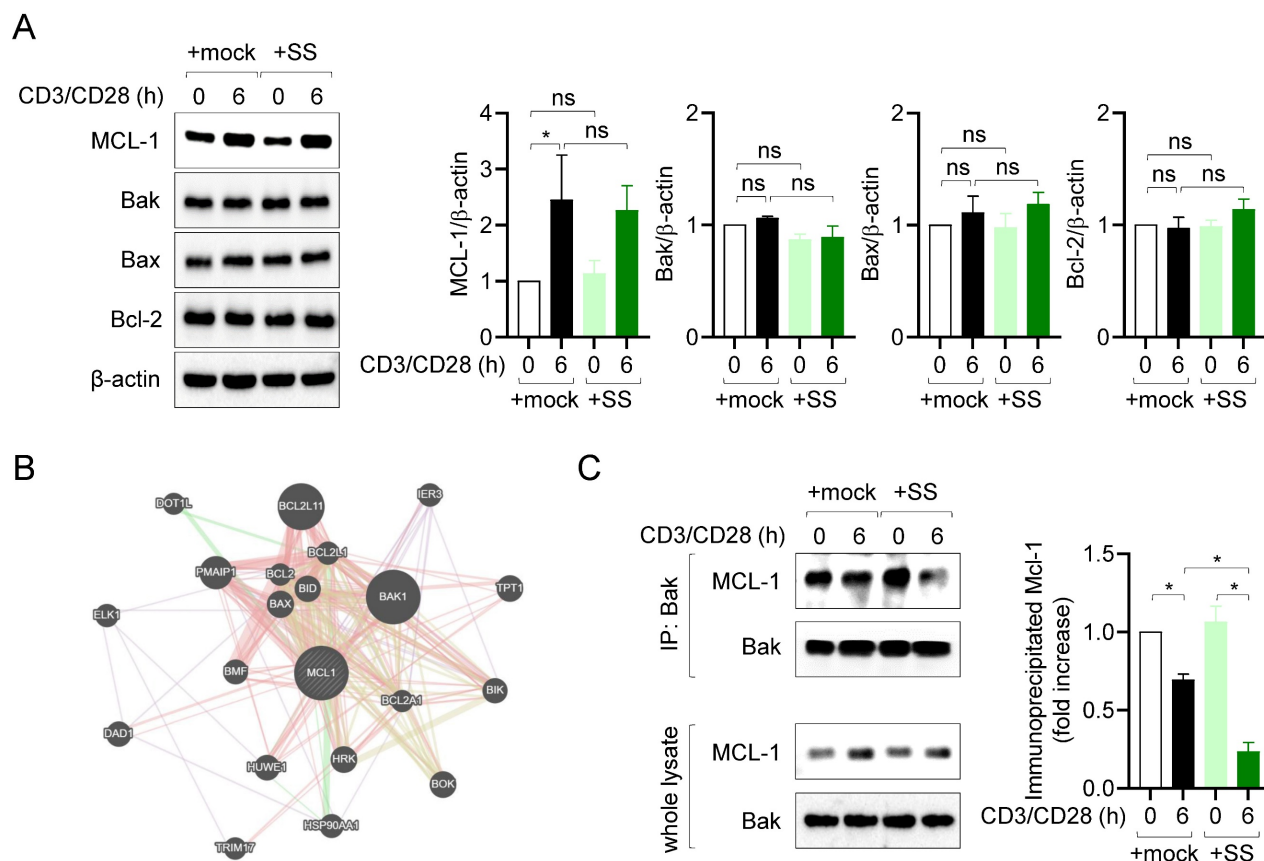 A
+mock +SS
CD3/CD28 (h) 0 6 0 6
MCL-1
Bak
Bax
Bcl-2
β-actin
MCL-1/β-actin
4
3
2
1
0
ns
* ns
0 6 0 6
CD3/CD28 (h)
+mock +SS
Bak/β-actin
2
1
0
ns
ns ns
0 6 0 6
+mock +SS
Bax/β-actin
2
1
0
ns
ns ns
0 6 0 6
+mock +SS
Bcl-2/β-actin
2
1
0
ns
ns ns
0 6 0 6
+mock +SS
B
DOT1L
BCL2L11
IER3
BCL2L1
PMAIP1
BCL2
BID
BAX
BAK1
TPT1
ELK1
BMF
MCL1
BCL2A1
BIK
DAD1
HUWE1
HRK
BOK
HSP90AA1
TRIM17
C
+mock +SS
CD3/CD28 (h) 0 6 0 6
IP: Bak
MCL-1
Bak
whole lysate
MCL-1
Bak
Immunoprecipitated Mcl-1
(fold increase)
1.5
1.0
0.5
0.0
*
* *
0 6 0 6
CD3/CD28 (h)
+mock +SS